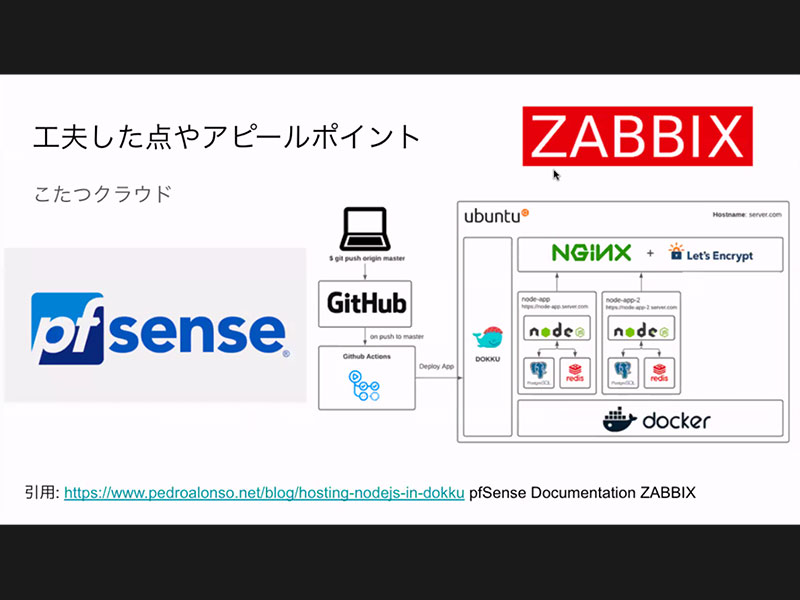 工夫した点やアピールポイント
ZABBIX
こたつクラウド
pfsense®
$ git push origin master
GitHub
on push to master
Github Actions
Deploy App
ubuntu
Hostname: server.com
DOKKU
NGINX + Let's Encrypt
node-app
https://node-app.server.com
node JS
PostgreSQL
redis
node-app-2
https://node-app-2.server.com
node JS
PostgreSQL
redis
docker
引用: https://www.pedroalonso.net/blog/hosting-nodejs-in-dokku pfSense Documentation ZABBIX